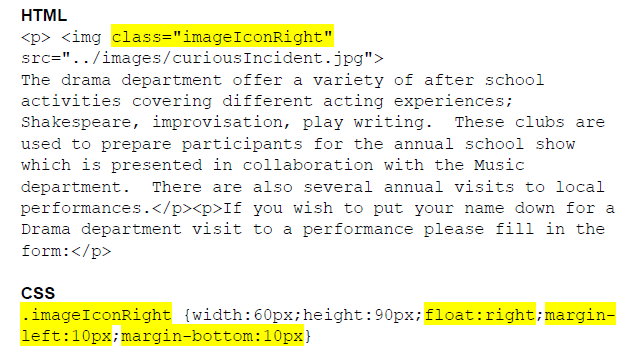 HTML
<p> <img class="imageIconRight"
src="../images/curiousIncident.jpg">
The drama department offer a variety of after school
activities covering different acting experiences;
Shakespeare, improvisation, play writing.  These clubs are
used to prepare participants for the annual school show
which is presented in collaboration with the Music
department.  There are also several annual visits to local
performances.</p><p>If you wish to put your name down for a
Drama department visit to a performance please fill in the
form:</p>
CSS
.imageIconRight {width:60px;height:90px;float:right;margin-
left:10px;margin-bottom:10px}